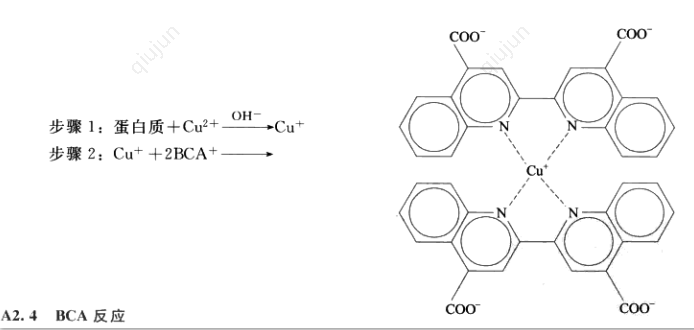 qiujun
qiujun
COO⁻
COO⁻
步骤 1：蛋白质＋Cu²⁺ OH⁻ → Cu⁺
步骤 2：Cu⁺＋2BCA⁺ →
N
N
Cu⁺
N
N
COO⁻
COO⁻
A2.4 BCA 反应